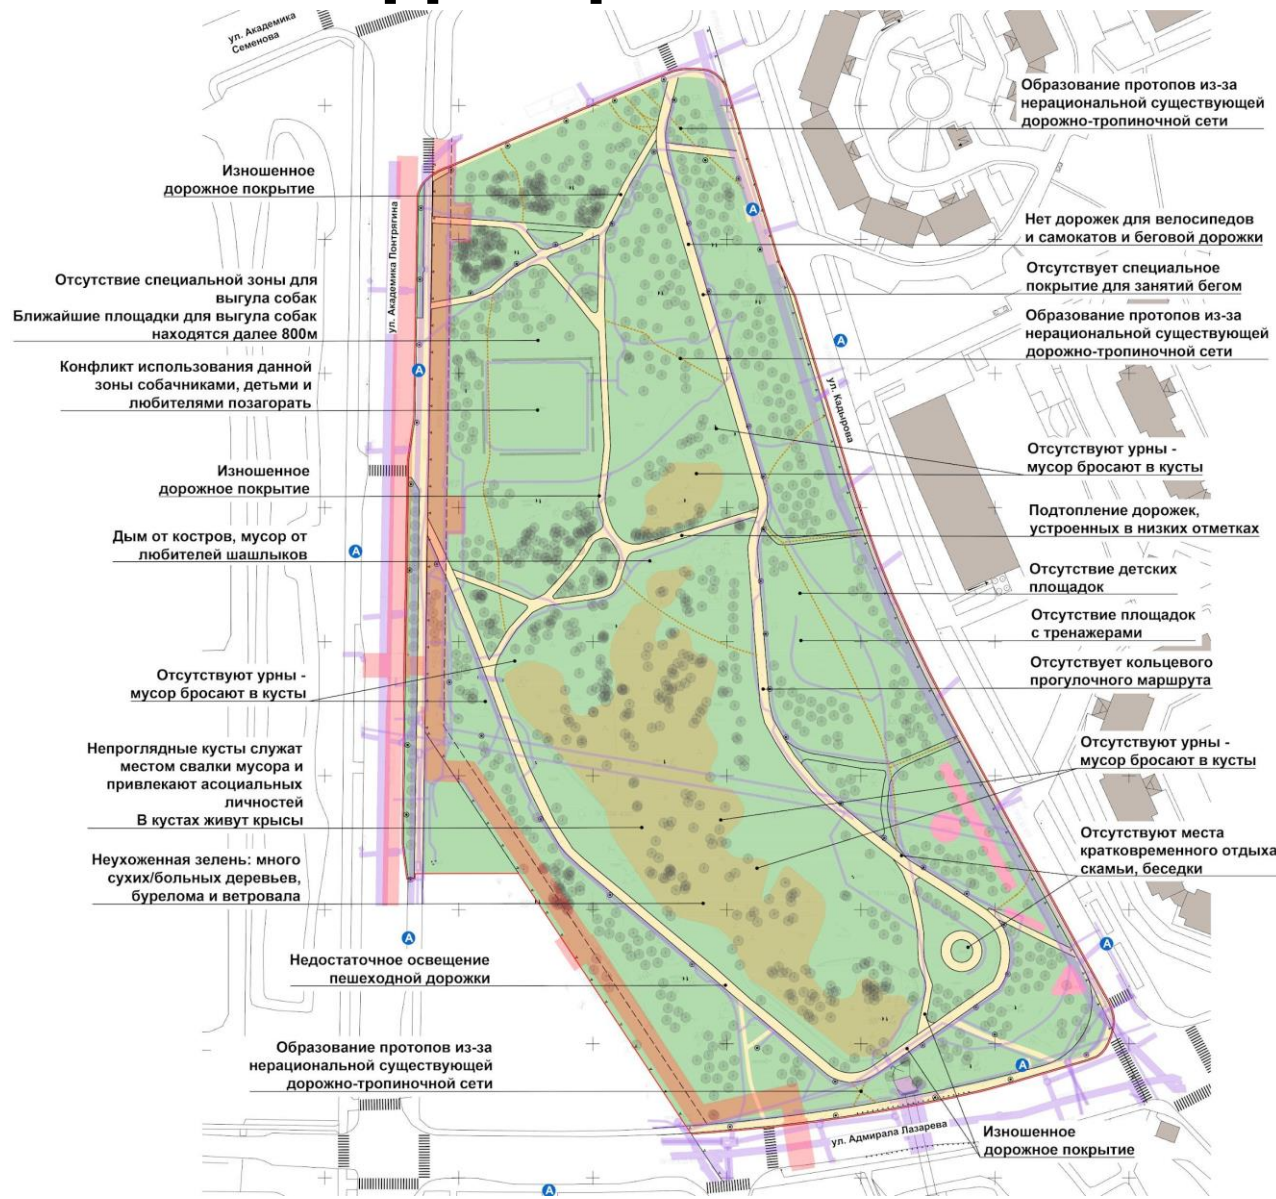 ул. Академика
Семенова
Изношенное
дорожное покрытие
ул. Академика Понтрягина
Отсутствие специальной зоны для
выгула собак
Ближайшие площадки для выгула собак
находятся далее 800м
Конфликт использования данной
зоны собачниками, детьми и
любителями позагорать
Изношенное
дорожное покрытие
Дым от костров, мусор от
любителей шашлыков
Отсутствуют урны -
мусор бросают в кусты
Непроглядные кусты служат
местом свалки мусора и
привлекают асоциальных
личностей
В кустах живут крысы
Неухоженная зелень: много
сухих/больных деревьев,
бурелома и ветровала
Недостаточное освещение
пешеходной дорожки
Образование протопов из-за
нерациональной существующей
дорожно-тропиночной сети
Образование протопов из-за
нерациональной существующей
дорожно-тропиночной сети
Нет дорожек для велосипедов
и самокатов и беговой дорожки
Отсутствует специальное
покрытие для занятий бегом
Образование протопов из-за
нерациональной существующей
дорожно-тропиночной сети
ул. Кадырова
Отсутствуют урны -
мусор бросают в кусты
Подтопление дорожек,
устроенных в низких отметках
Отсутствие детских
площадок
Отсутствие площадок
с тренажерами
Отсутствует кольцевого
прогулочного маршрута
Отсутствуют урны -
мусор бросают в кусты
Отсутствуют места
кратковременного отдыха
скамьи, беседки
ул. Адмирала Лазарева
Изношенное
дорожное покрытие
А
А
А
А
А
А
А
А